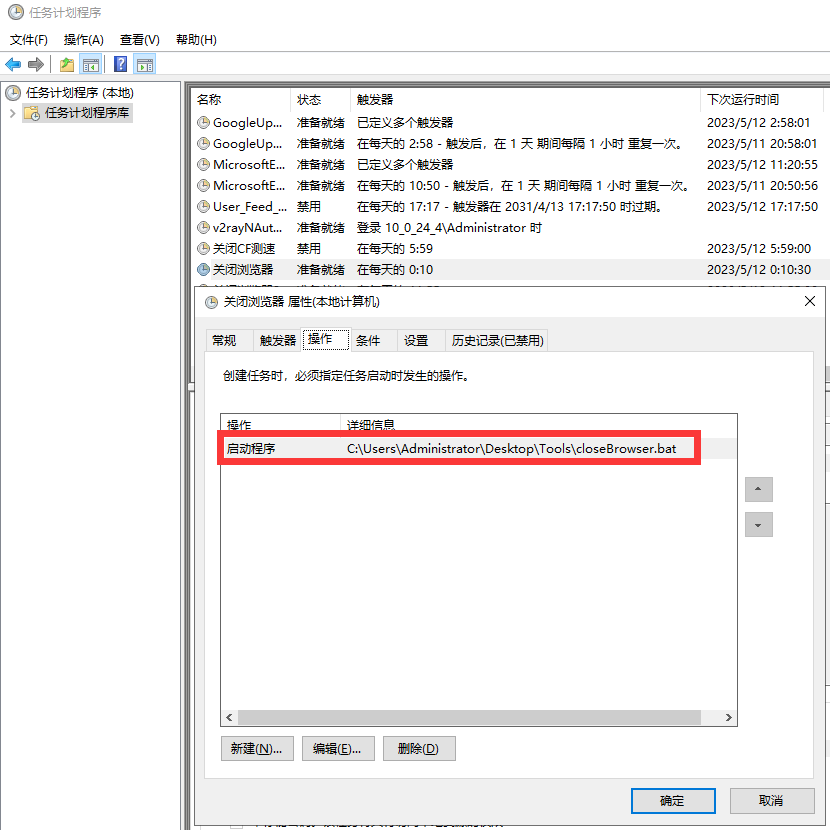 任务计划程序
文件(F) 操作(A) 查看(V) 帮助(H)
任务计划程序 (本地)
任务计划程序库
名称 状态 触发器 下次运行时间
GoogleUp... 准备就绪 已定义多个触发器 2023/5/12 2:58:01
GoogleUp... 准备就绪 在每天的 2:58 - 触发后，在 1 天 期间每隔 1 小时 重复一次。 2023/5/11 20:58:01
MicrosoftE... 准备就绪 已定义多个触发器 2023/5/12 11:20:55
MicrosoftE... 准备就绪 在每天的 10:50 - 触发后，在 1 天 期间每隔 1 小时 重复一次。 2023/5/11 20:50:56
User_Feed_... 禁用 在每天的 17:17 - 触发器在 2031/4/13 17:17:50 时过期。 2023/5/12 17:17:50
v2rayNAut... 准备就绪 登录 10_0_24_4\Administrator 时
关闭CF测速 禁用 在每天的 5:59 2023/5/12 5:59:00
关闭浏览器 准备就绪 在每天的 0:10 2023/5/12 0:10:30
关闭浏览器 属性(本地计算机)
常规 触发器 操作 条件 设置 历史记录(已禁用)
创建任务时，必须指定任务启动时发生的操作。
操作 详细信息
启动程序 C:\Users\Administrator\Desktop\Tools\closeBrowser.bat
新建(N)... 编辑(E)... 删除(D)
确定 取消